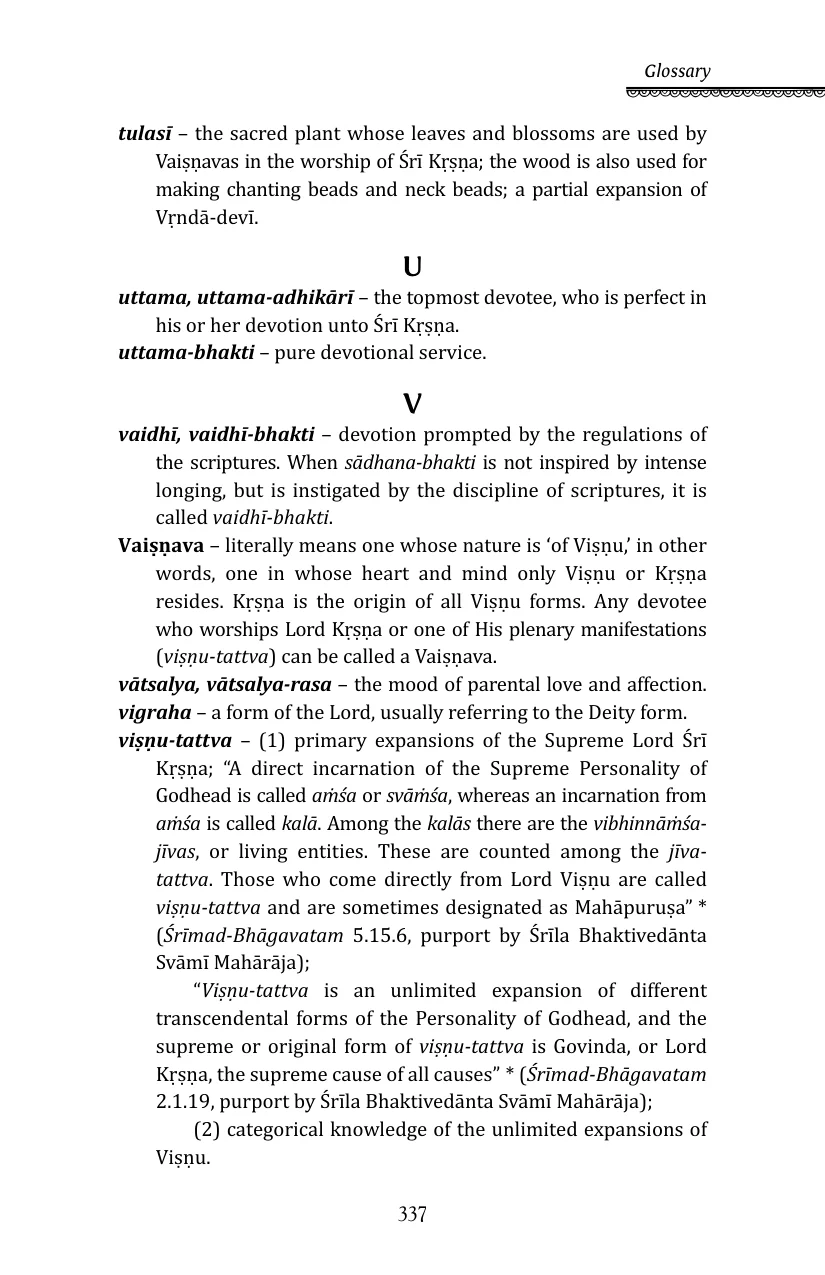 Glossary
tulasī – the sacred plant whose leaves and blossoms are used by
Vaiṣṇavas in the worship of Śrī Kṛṣṇa; the wood is also used for
making chanting beads and neck beads; a partial expansion of
Vṛndā-devī.
U
uttama, uttama-adhikārī – the topmost devotee, who is perfect in
his or her devotion unto Śrī Kṛṣṇa.
uttama-bhakti – pure devotional service.
V
vaidhī, vaidhī-bhakti – devotion prompted by the regulations of
the scriptures. When sādhana-bhakti is not inspired by intense
longing, but is instigated by the discipline of scriptures, it is
called vaidhī-bhakti.
Vaiṣṇava – literally means one whose nature is ‘of Viṣṇu,’ in other
words, one in whose heart and mind only Viṣṇu or Kṛṣṇa
resides. Kṛṣṇa is the origin of all Viṣṇu forms. Any devotee
who worships Lord Kṛṣṇa or one of His plenary manifestations
(viṣṇu-tattva) can be called a Vaiṣṇava.
vātsalya, vātsalya-rasa – the mood of parental love and affection.
vigraha – a form of the Lord, usually referring to the Deity form.
viṣṇu-tattva – (1) primary expansions of the Supreme Lord Śrī
Kṛṣṇa; “A direct incarnation of the Supreme Personality of
Godhead is called aṁśa or svāṁśa, whereas an incarnation from
aṁśa is called kalā. Among the kalās there are the vibhinnāṁśa-
jīvas, or living entities. These are counted among the jīva-
tattva. Those who come directly from Lord Viṣṇu are called
viṣṇu-tattva and are sometimes designated as Mahāpuruṣa” *
(Śrīmad-Bhāgavatam 5.15.6, purport by Śrīla Bhaktivedānta
Svāmī Mahārāja);
“Viṣṇu-tattva is an unlimited expansion of different
transcendental forms of the Personality of Godhead, and the
supreme or original form of viṣṇu-tattva is Govinda, or Lord
Kṛṣṇa, the supreme cause of all causes” * (Śrīmad-Bhāgavatam
2.1.19, purport by Śrīla Bhaktivedānta Svāmī Mahārāja);
(2) categorical knowledge of the unlimited expansions of
Viṣṇu.
337